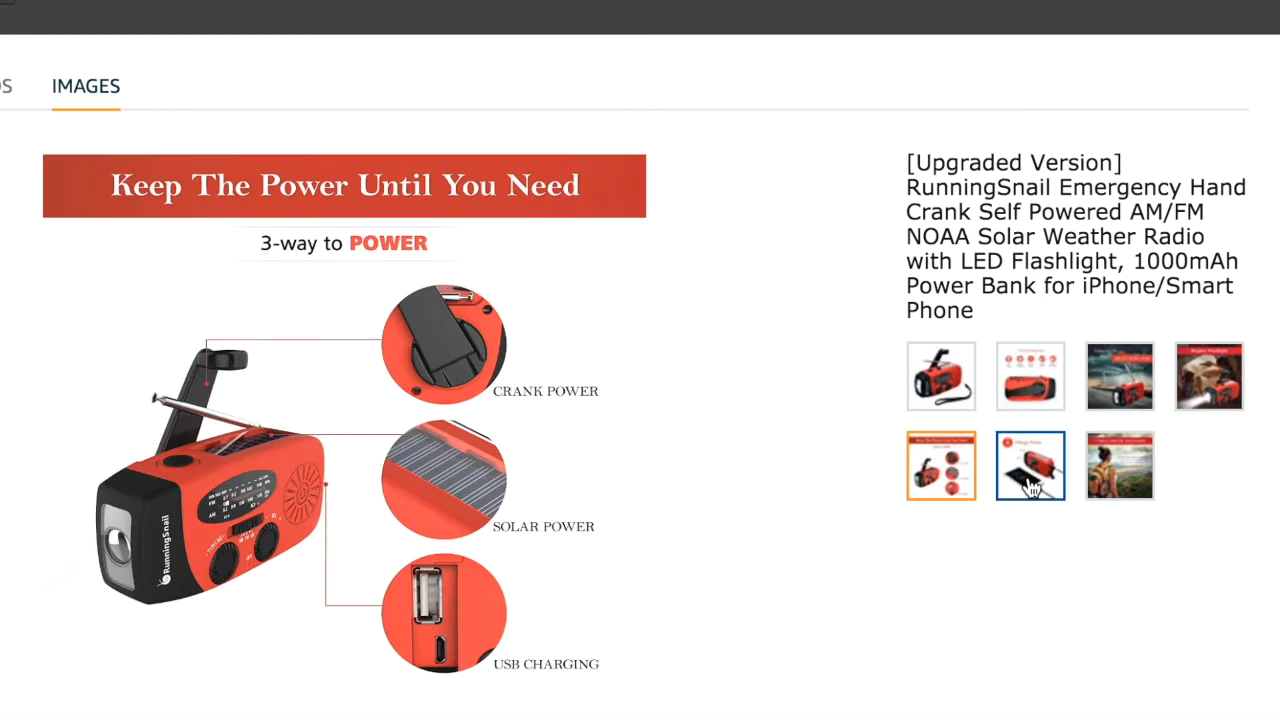 IMAGES
Keep The Power Until You Need
3-way to POWER
CRANK POWER
SOLAR POWER
USB CHARGING
RunningSnail
FM
AM
[Upgraded Version]
RunningSnail Emergency Hand
Crank Self Powered AM/FM
NOAA Solar Weather Radio
with LED Flashlight, 1000mAh
Power Bank for iPhone/Smart
Phone